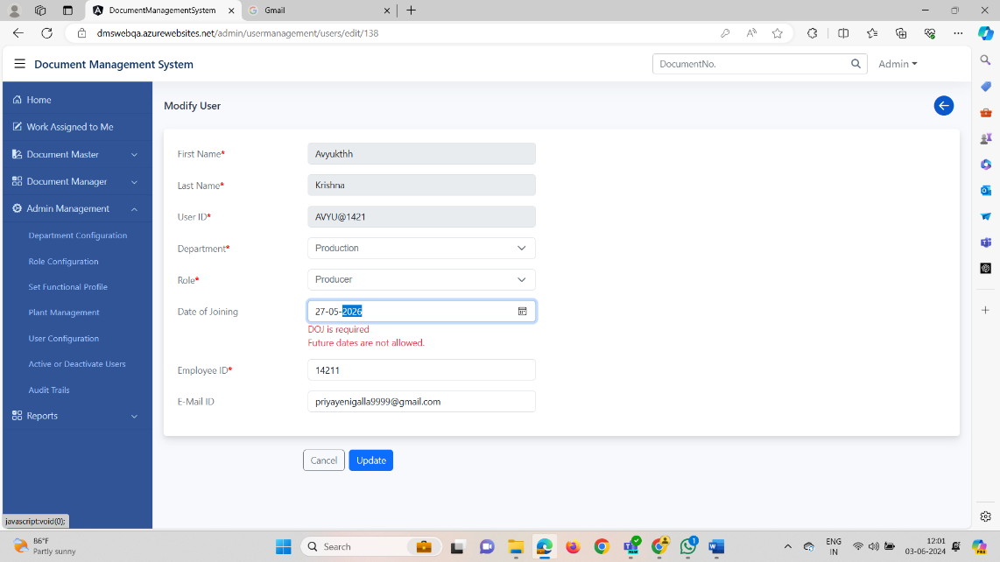 DocumentManagementSystem
Gmail
dmswebqa.azurewebsites.net/admin/usermanagement/users/edit/138
Document Management System
DocumentNo.
Admin
Home
Work Assigned to Me
Document Master
Document Manager
Admin Management
Department Configuration
Role Configuration
Set Functional Profile
Plant Management
User Configuration
Active or Deactivate Users
Audit Trails
Reports
Modify User
First Name*
Avyukthh
Last Name*
Krishna
User ID*
AVYU@1421
Department*
Production
Role*
Producer
Date of Joining
27-05-2026
DOJ is required
Future dates are not allowed.
Employee ID*
14211
E-Mail ID
priyayenigalla9999@gmail.com
Cancel
Update
javascript:void(0);
86°F
Partly sunny
Search
1
ENG
IN
12:01
03-06-2024